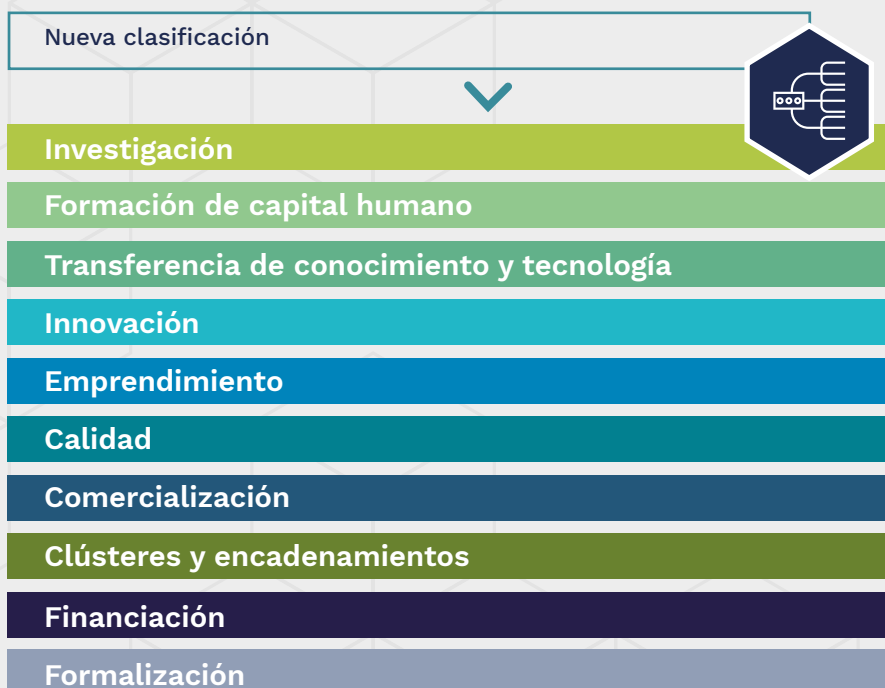 Nueva clasificación
Investigación
Formación de capital humano
Transferencia de conocimiento y tecnología
Innovación
Emprendimiento
Calidad
Comercialización
Clústeres y encadenamientos
Financiación
Formalización